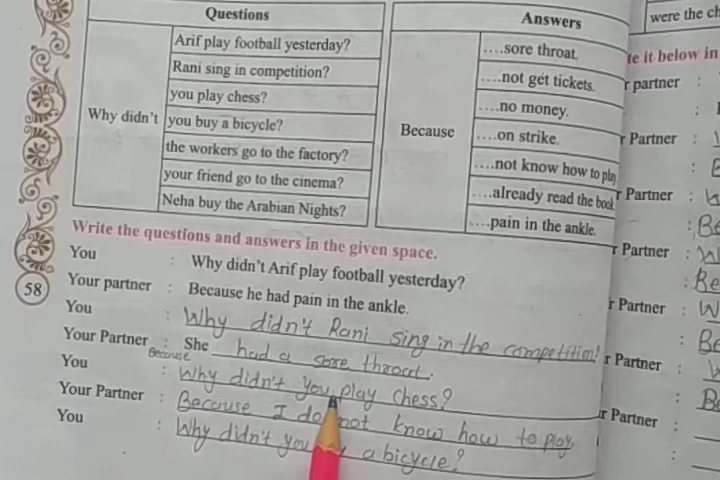 Questions
Why didn't
Arif play football yesterday?
Rani sing in competition?
you play chess?
you buy a bicycle?
the workers go to the factory?
your friend go to the cinema?
Neha buy the Arabian Nights?
Answers
Because
....sore throat.
....not get tickets.
....no money.
....on strike.
....not know how to play
....already read the book
....pain in the ankle.
Write the questions and answers in the given space.
You : Why didn't Arif play football yesterday?
Your partner : Because he had pain in the ankle.
You : Why didn't Rani sing in the competition?
Your Partner : Because She had a sore throat.
You : Why didn't you play chess?
Your Partner : Because I do not know how to play.
You : Why didn't you a bicycle?
58
were the
te it below in
r partner :
:
r Partner :
:
r Partner :
: Be
r Partner :
: Be
r Partner : W
: Be
r Partner :
: Be
r Partner :
: